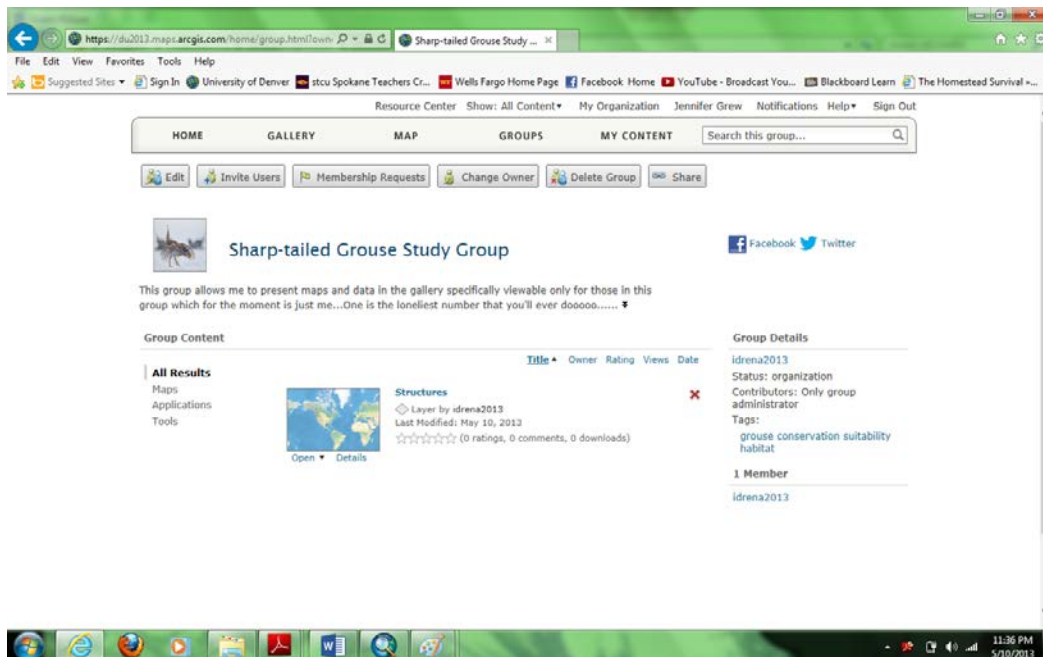 https://du2013.maps.arcgis.com/home/group.html?own
Sharp-tailed Grouse Study ...
File Edit View Favorites Tools Help
Suggested Sites Sign In University of Denver stcu Spokane Teachers Cr... Wells Fargo Home Page Facebook Home YouTube - Broadcast You... Blackboard Learn The Homestead Survival »...
Resource Center Show: All Content My Organization Jennifer Grew Notifications Help Sign Out
HOME GALLERY MAP GROUPS MY CONTENT Search this group...
Edit Invite Users Membership Requests Change Owner Delete Group Share
Sharp-tailed Grouse Study Group
Facebook Twitter
This group allows me to present maps and data in the gallery specifically viewable only for those in this
group which for the moment is just me...One is the loneliest number that you'll ever dooooo......
Group Content
Title Owner Rating Views Date
All Results
Maps
Applications
Tools
Structures
Layer by idrena2013
Last Modified: May 10, 2013
(0 ratings, 0 comments, 0 downloads)
Open Details
Group Details
idrena2013
Status: organization
Contributors: Only group
administrator
Tags:
grouse conservation suitability
habitat
1 Member
idrena2013
11:36 PM
5/10/2013